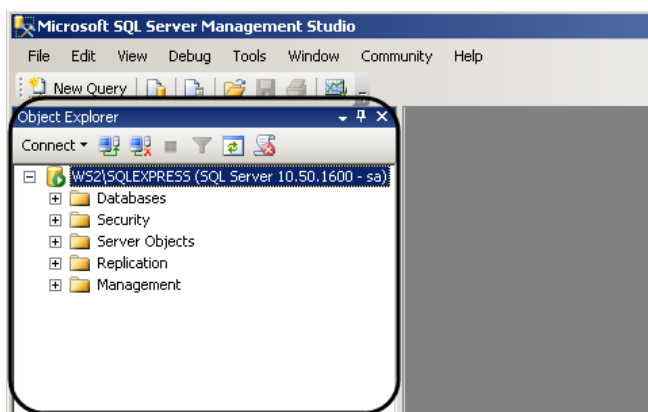 Microsoft SQL Server Management Studio
File Edit View Debug Tools Window Community Help
New Query
Object Explorer
Connect
WS2\SQLEXPRESS (SQL Server 10.50.1600 - sa)
Databases
Security
Server Objects
Replication
Management